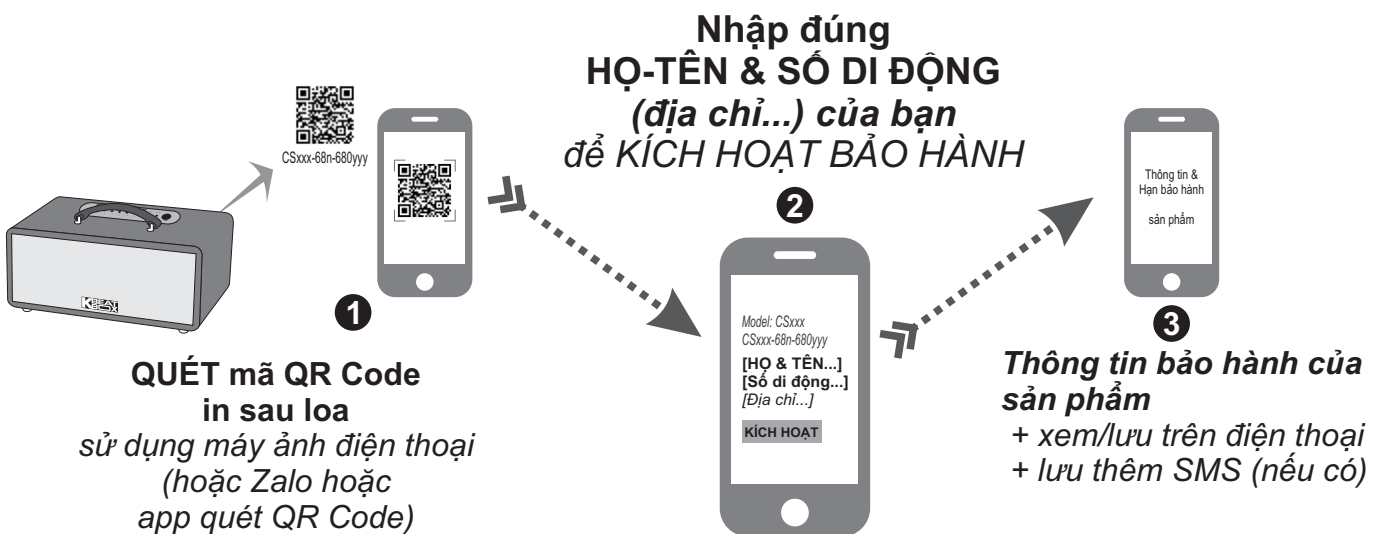 CSxxx-68n-680yyy
KBEATBOX
1
QUÉT mã QR Code
in sau loa
sử dụng máy ảnh điện thoại
(hoặc Zalo hoặc
app quét QR Code)
Nhập đúng
HỌ-TÊN & SỐ DI ĐỘNG
(địa chỉ...) của bạn
để KÍCH HOẠT BẢO HÀNH
2
Model: CSxxx
CSxxx-68n-680yyy
[HỌ & TÊN...]
[Số di động...]
[Địa chỉ...]
KÍCH HOẠT
Thông tin &
Hạn bảo hành
sản phẩm
3
Thông tin bảo hành của
sản phẩm
+ xem/lưu trên điện thoại
+ lưu thêm SMS (nếu có)